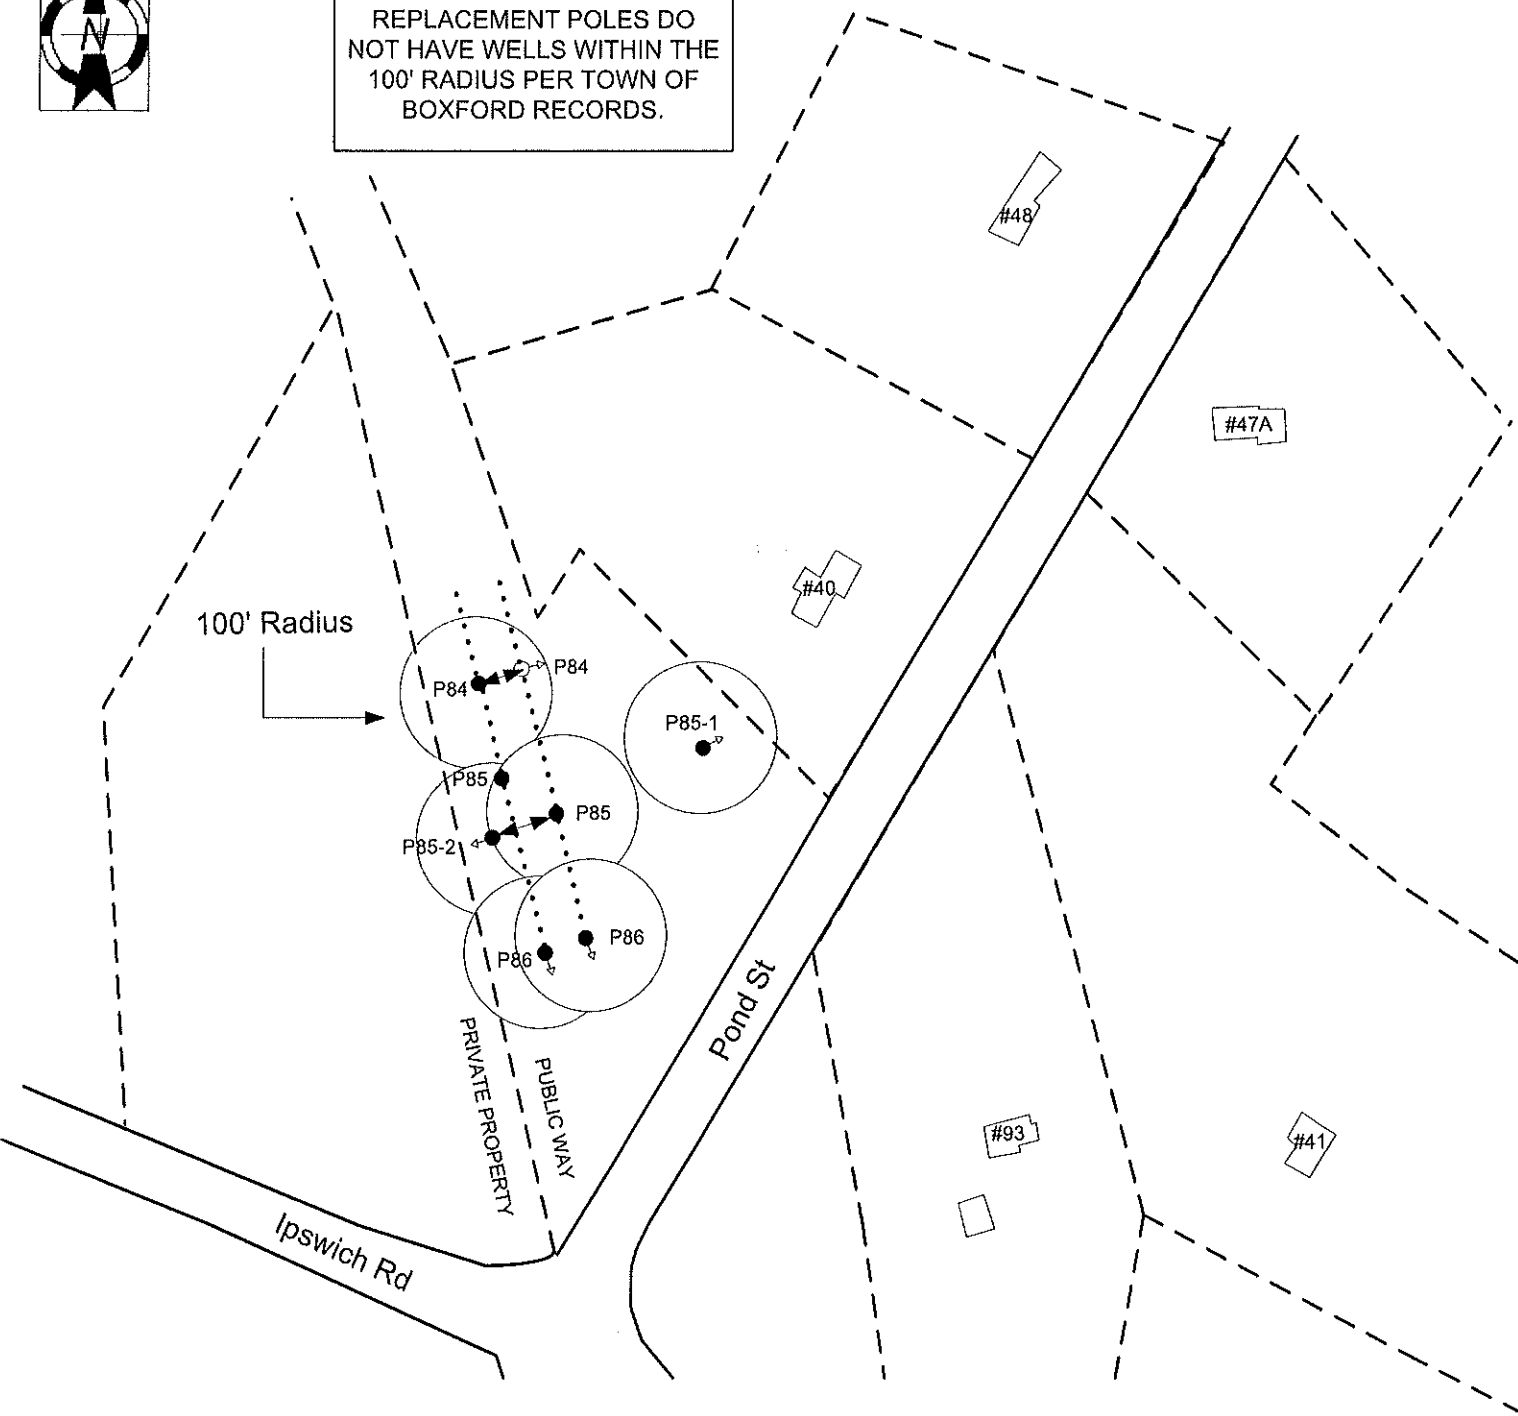 N
REPLACEMENT POLES DO
NOT HAVE WELLS WITHIN THE
100' RADIUS PER TOWN OF
BOXFORD RECORDS.
#48
#47A
#40
100' Radius
P84
P84
P85-1
P85
P85
P85-2
P86
P86
Pond St
PRIVATE PROPERTY
PUBLIC WAY
#93
#41
Ipswich Rd